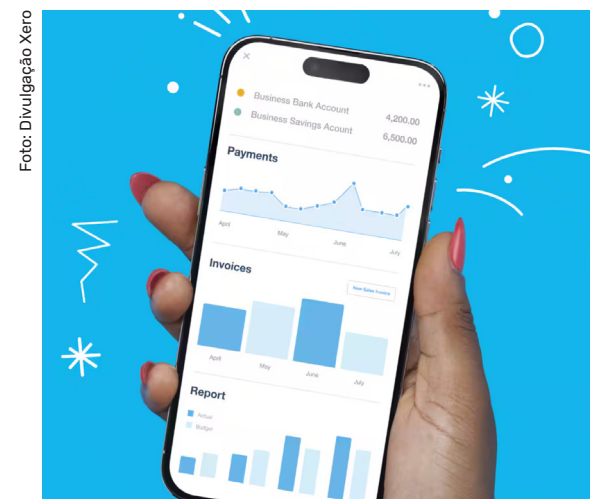 Foto: Divulgação Xero
Business Bank Account 4,200.00
Business Savings Acount 6,500.00
Payments
April May June July
Invoices
New Sales Invoice
April May June July
Report
Actual
Budget